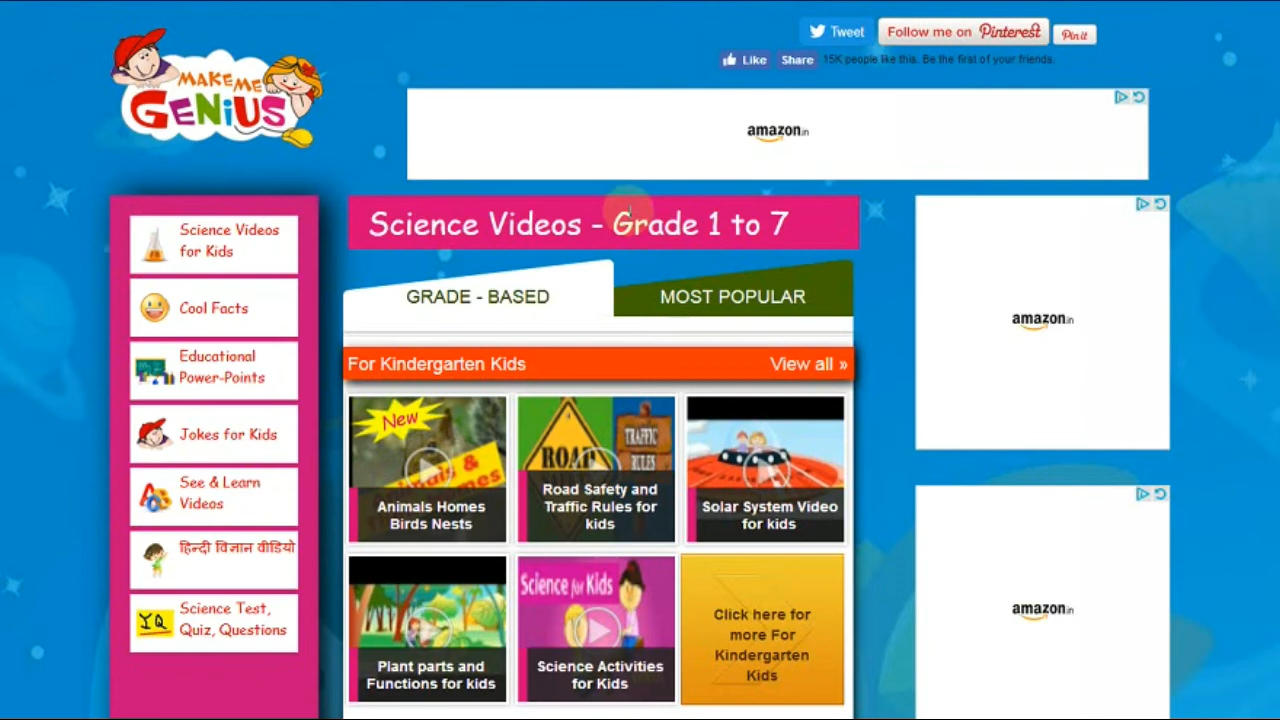 Tweet
Follow me on Pinterest
Pin it
Like
Share
15K people like this. Be the first of your friends.
MAKE ME
GENiUS
amazon.in
Science Videos
for Kids
Cool Facts
Educational
Power-Points
Jokes for Kids
See & Learn
Videos
हिन्दी विज्ञान वीडियो
IQ
Science Test,
Quiz, Questions
Science Videos - Grade 1 to 7
GRADE - BASED
MOST POPULAR
For Kindergarten Kids
View all »
New
Animals &
Homes
Animals Homes
Birds Nests
ROAD
TRAFFIC
RULES
Road Safety and
Traffic Rules for
kids
Solar System Video
for kids
Plant parts and
Functions for kids
Science for Kids
Science Activities
for Kids
Click here for
more For
Kindergarten
Kids
amazon.in
amazon.in